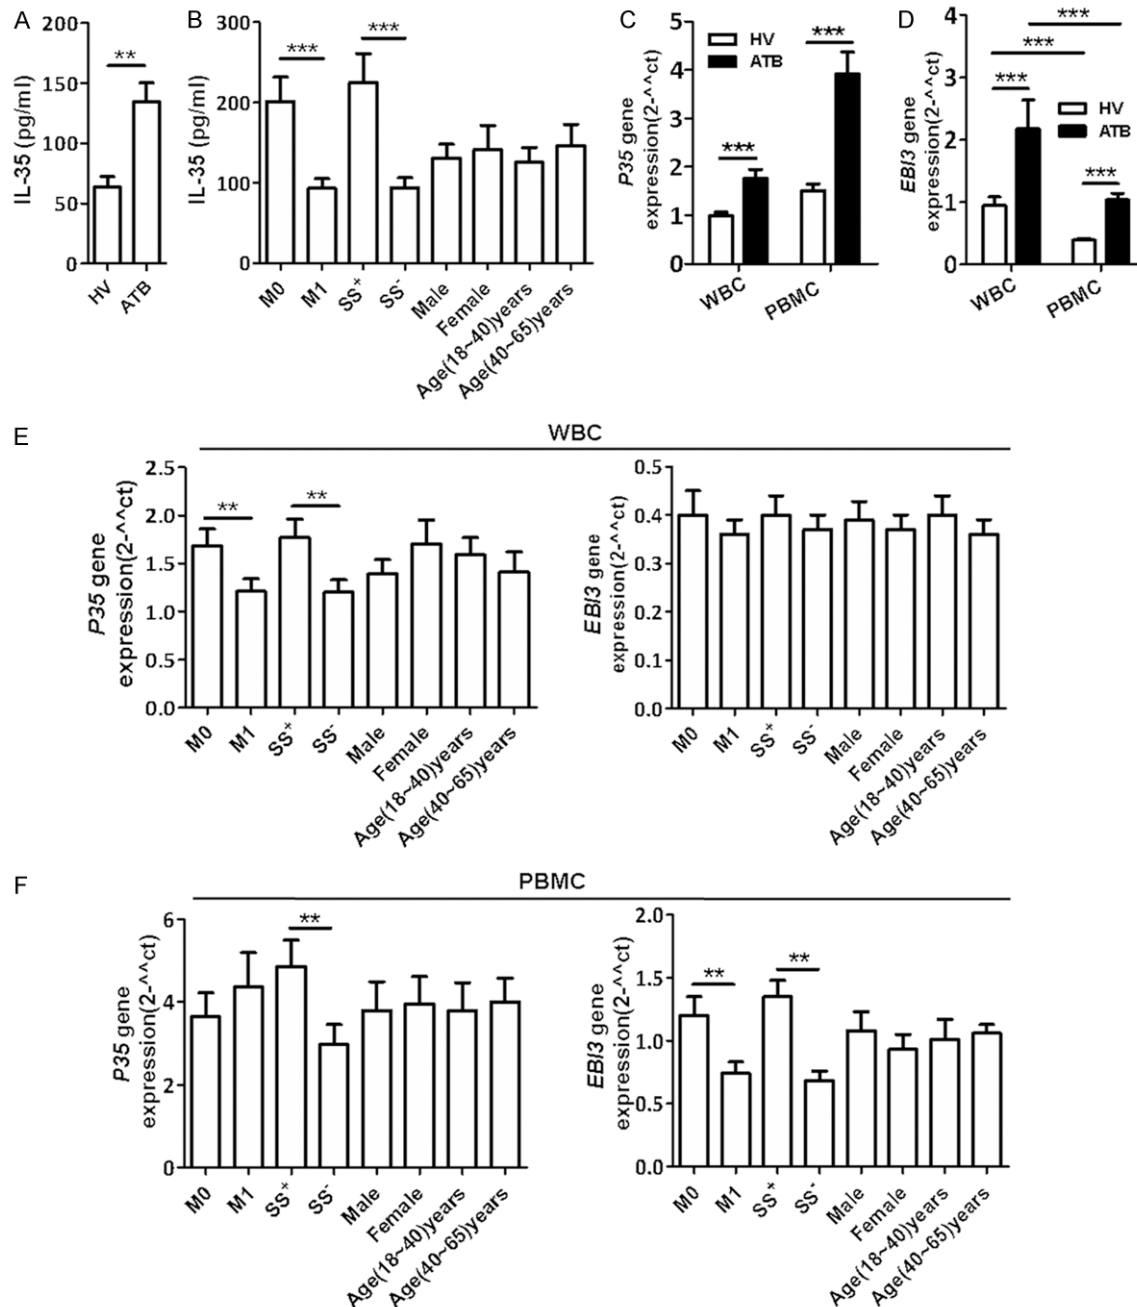 A
IL-35 (pg/ml)
200
150
100
50
0
**
HV
ATB
B
IL-35 (pg/ml)
300
200
100
0
***
***
M0
M1
SS+
SS-
Male
Female
Age(18~40)years
Age(40~65)years
C
P35 gene
expression(2-^^ct)
5
4
3
2
1
0
HV
ATB
***
***
WBC
PBMC
D
EBI3 gene
expression(2-^^ct)
4
3
2
1
0
***
***
***
***
HV
ATB
WBC
PBMC
E
WBC
P35 gene
expression(2-^^ct)
2.5
2.0
1.5
1.0
0.5
0.0
**
**
M0
M1
SS+
SS-
Male
Female
Age(18~40)years
Age(40~65)years
EBI3 gene
expression(2-^^ct)
0.5
0.4
0.3
0.2
0.1
0.0
M0
M1
SS+
SS-
Male
Female
Age(18~40)years
Age(40~65)years
F
PBMC
P35 gene
expression(2-^^ct)
6
4
2
0
**
M0
M1
SS+
SS-
Male
Female
Age(18~40)years
Age(40~65)years
EBI3 gene
expression(2-^^ct)
2.0
1.5
1.0
0.5
0.0
**
**
M0
M1
SS+
SS-
Male
Female
Age(18~40)years
Age(40~65)years